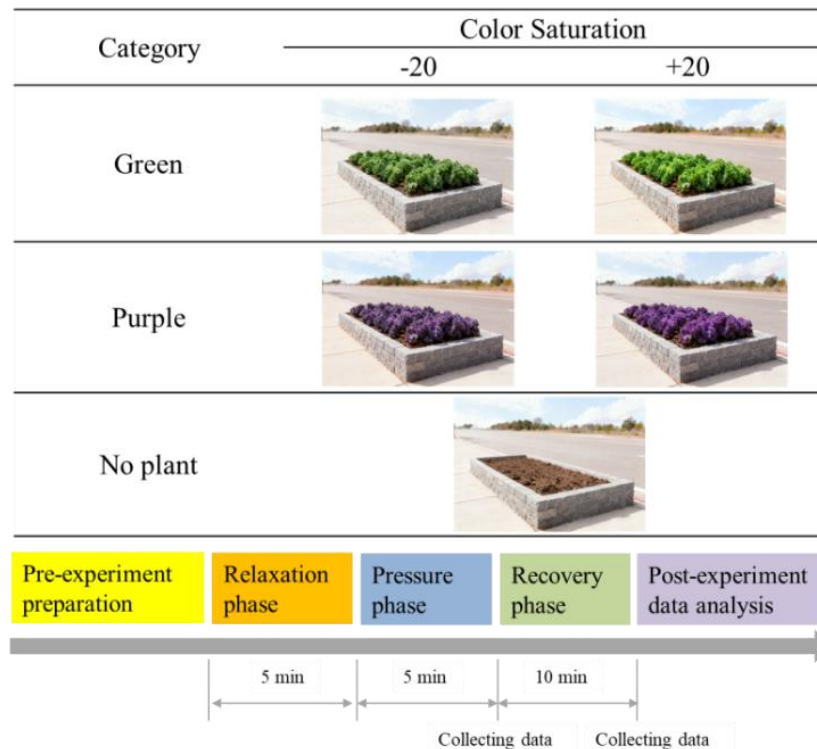 Category
Color Saturation
-20
+20
Green
Purple
No plant
Pre-experiment
preparation
Relaxation
phase
Pressure
phase
Recovery
phase
Post-experiment
data analysis
5 min
5 min
10 min
Collecting data
Collecting data